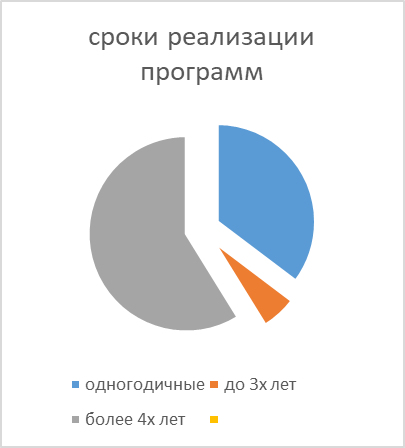 сроки реализации
программ
одногодичные до 3х лет
более 4х лет